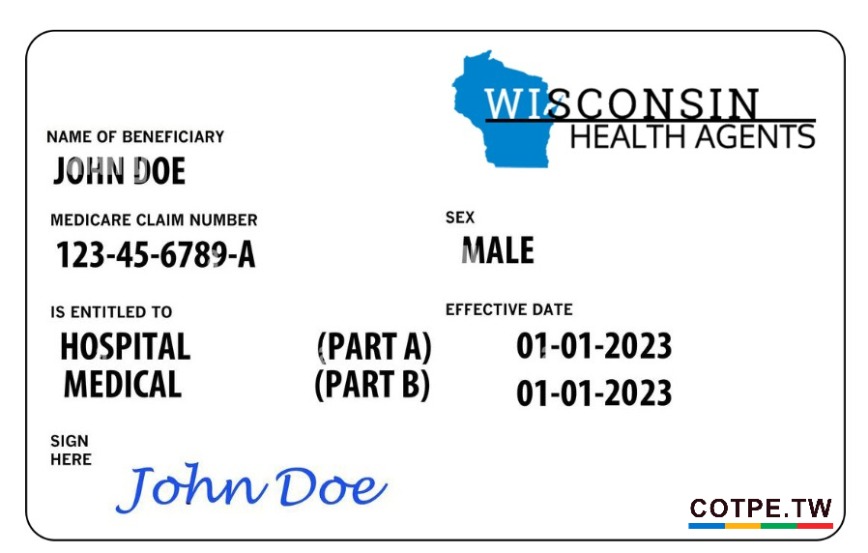 WISCONSIN
HEALTH AGENTS
NAME OF BENEFICIARY
JOHN DOE
MEDICARE CLAIM NUMBER
123-45-6789-A
SEX
MALE
IS ENTITLED TO
EFFECTIVE DATE
HOSPITAL (PART A) 01-01-2023
MEDICAL (PART B) 01-01-2023
SIGN
HERE
John Doe
COTPE.TW